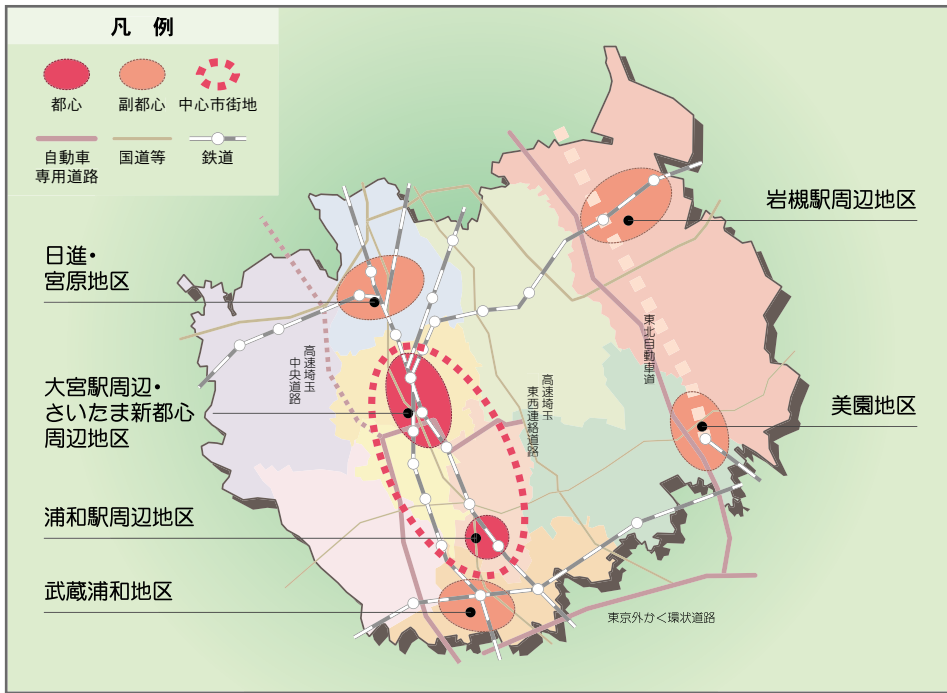 凡 例
都心
副都心
中心市街地
自動車
専用道路
国道等
鉄道
岩槻駅周辺地区
日進・
宮原地区
高速埼玉
中央道路
東北自動車道
大宮駅周辺・
さいたま新都心
周辺地区
高速埼玉
東西連絡道路
美園地区
浦和駅周辺地区
武蔵浦和地区
東京外かく環状道路